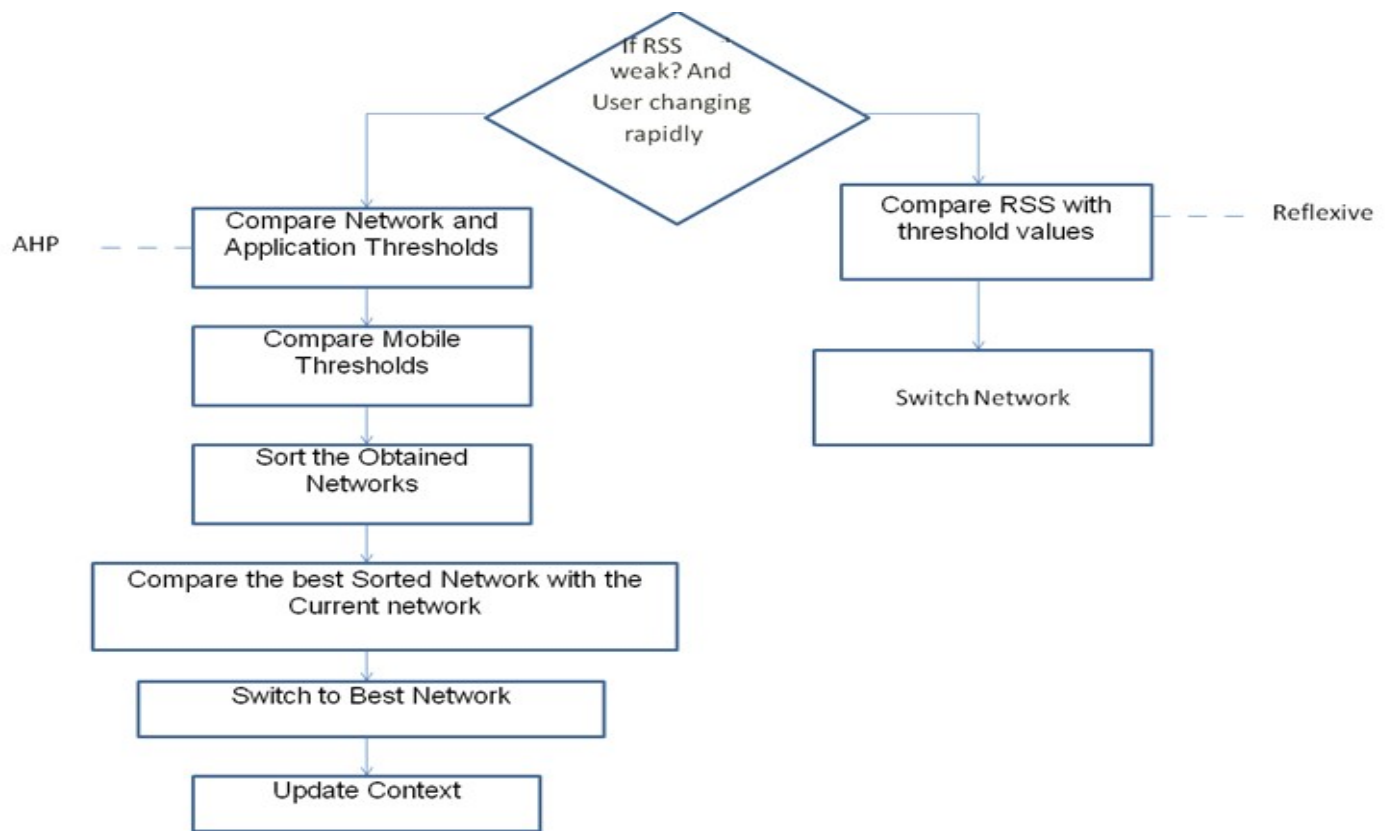 If RSS
weak? And
User changing
rapidly
Compare Network and
Application Thresholds
AHP
Compare Mobile
Thresholds
Sort the Obtained
Networks
Compare the best Sorted Network with the
Current network
Switch to Best Network
Update Context
Compare RSS with
threshold values
Reflexive
Switch Network